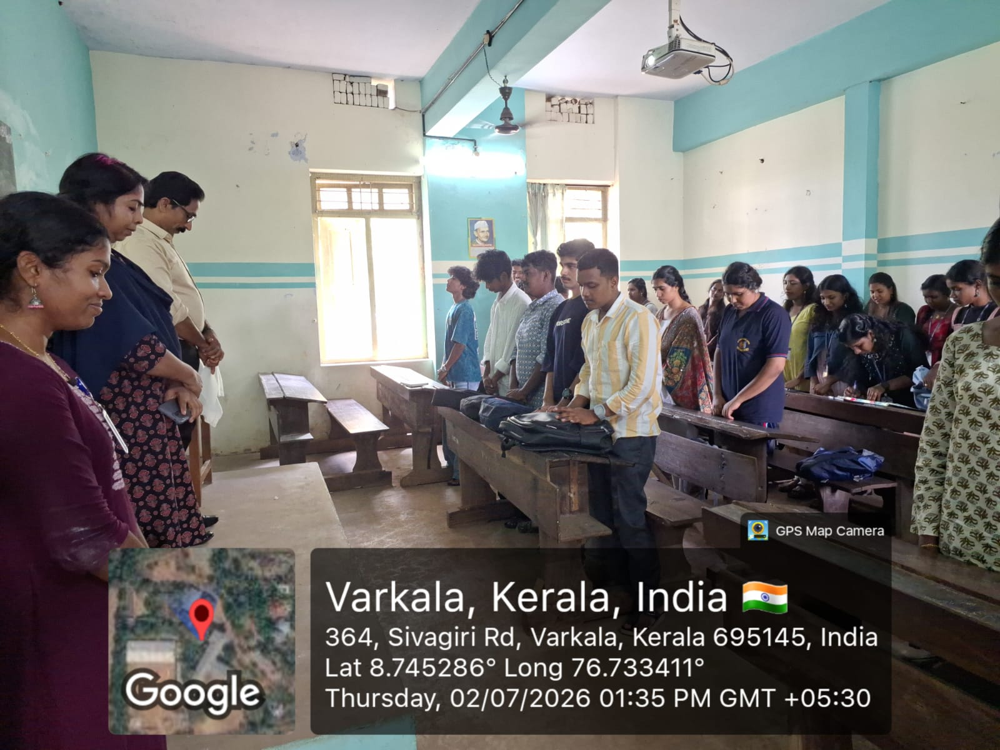 GPS Map Camera
Varkala, Kerala, India
364, Sivagiri Rd, Varkala, Kerala 695145, India
Lat 8.745286° Long 76.733411°
Thursday, 02/07/2026 01:35 PM GMT +05:30
Google